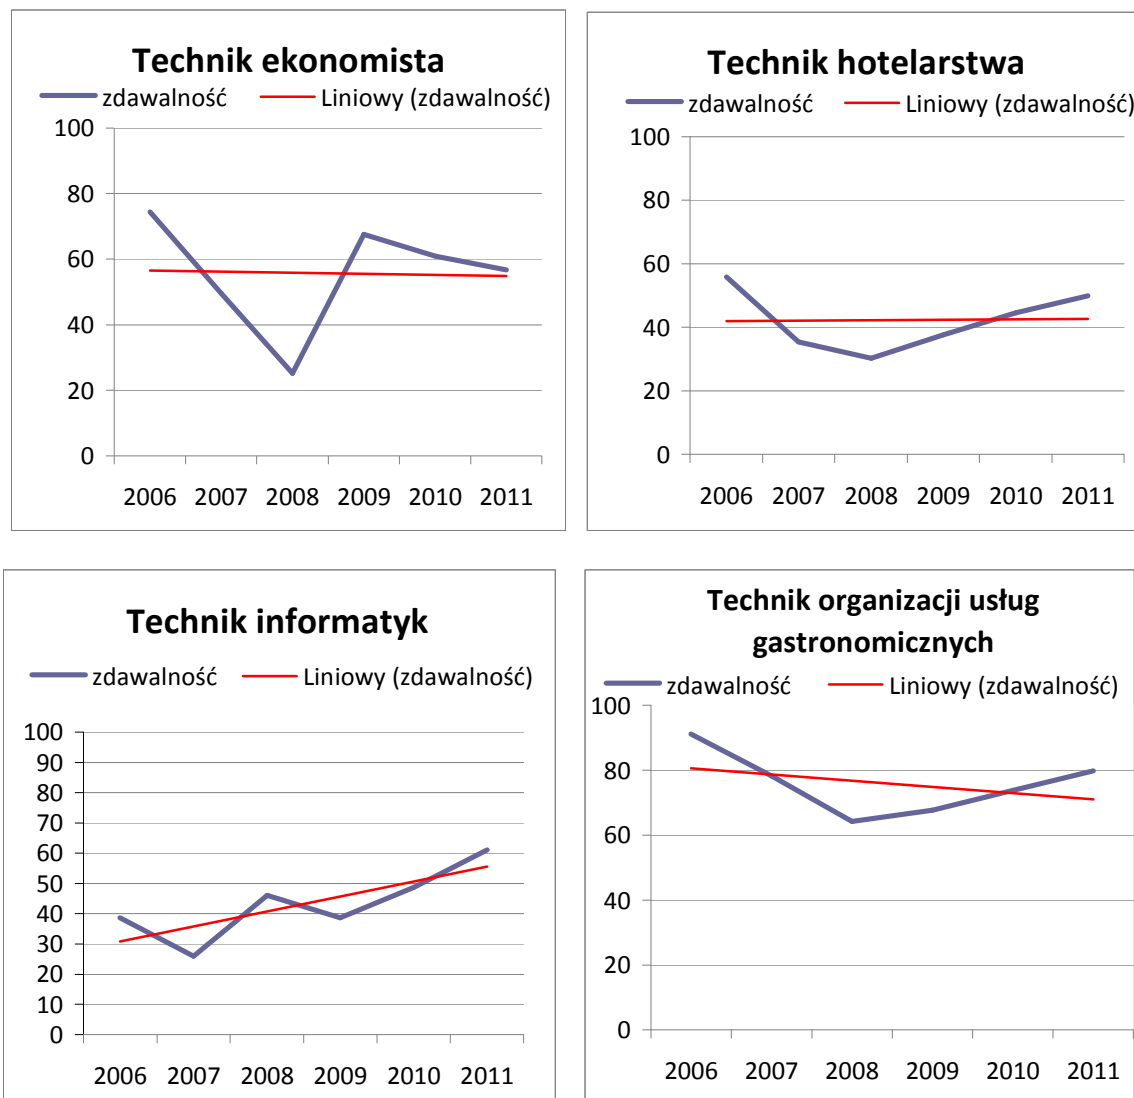 Technik ekonomista
zdawalność Liniowy (zdawalność)
100
80
60
40
20
0
2006 2007 2008 2009 2010 2011
Technik hotelarstwa
zdawalność Liniowy (zdawalność)
100
80
60
40
20
0
2006 2007 2008 2009 2010 2011
Technik informatyk
zdawalność Liniowy (zdawalność)
100
90
80
70
60
50
40
30
20
10
0
2006 2007 2008 2009 2010 2011
Technik organizacji usług
gastronomicznych
zdawalność Liniowy (zdawalność)
100
80
60
40
20
0
2006 2007 2008 2009 2010 2011